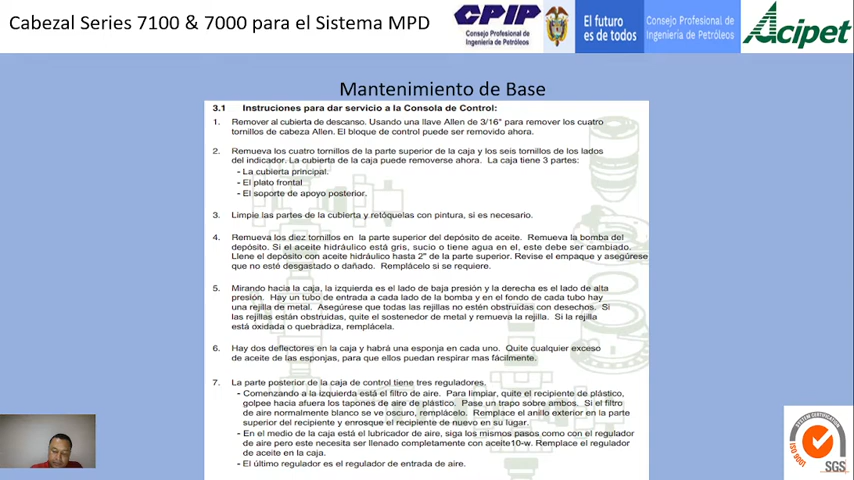 Cabezal Series 7100 & 7000 para el Sistema MPD
CPIP
Consejo Profesional de
Ingeniería de Petróleos
El futuro
es de todos
Consejo Profesional de
Ingeniería de Petróleos
Acipet
Mantenimiento de Base
3.1 Instruciones para dar servicio a la Consola de Control:
1. Remover al cubierta de descanso. Usando una llave Allen de 3/16" para remover los cuatro
tornillos de cabeza Allen. El bloque de control puede ser removido ahora.
2. Remueva los cuatro tornillos de la parte superior de la caja y los seis tornillos de los lados
del indicador. La cubierta de la caja puede removerse ahora. La caja tiene 3 partes:
- La cubierta principal.
- El plato frontal
- El soporte de apoyo posterior.
3. Limpie las partes de la cubierta y retóquelas con pintura, si es necesario.
4. Remueva los diez tornillos en la parte superior del depósito de aceite. Remueva la bomba del
depósito. Si el aceite hidráulico está gris, sucio o tiene agua en el, este debe ser cambiado.
Llene el depósito con aceite hidráulico hasta 2" de la parte superior. Revise el empaque y asegúrese
que no esté desgastado o dañado. Remplácelo si se requiere.
5. Mirando hacia la caja, la izquierda es el lado de baja presión y la derecha es el lado de alta
presión. Hay un tubo de entrada a cada lado de la bomba y en el fondo de cada tubo hay
una rejilla de metal. Asegúrese que todas las rejillas no estén obstruidas con desechos. Si
las rejillas están obstruidas, quite el sostenedor de metal y remueva la rejilla. Si la rejilla
está oxidada o quebradiza, remplácela.
6. Hay dos deflectores en la caja y habrá una esponja en cada uno. Quite cualquier exceso
de aceite de las esponjas, para que ellos puedan respirar mas fácilmente.
7. La parte posterior de la caja de control tiene tres reguladores.
- Comenzando a la izquierda está el filtro de aire. Para limpiar, quite el recipiente de plástico,
golpee hacia afuera los tapones de aire de plástico. Pase un trapo sobre ambos. Si el filtro
de aire normalmente blanco se ve oscuro, remplácelo. Remplace el anillo exterior en la parte
superior del recipiente y enrosque el recipiente de nuevo en su lugar.
- En el medio de la caja está el lubricador de aire, siga los mismos pasos como con el regulador
de aire pero este necesita ser llenado completamente con aceite10-w. Remplace el regulador
de aceite en la caja.
- El último regulador es el regulador de entrada de aire.
SYSTEM CERTIFICATION
ISO 9001
SGS